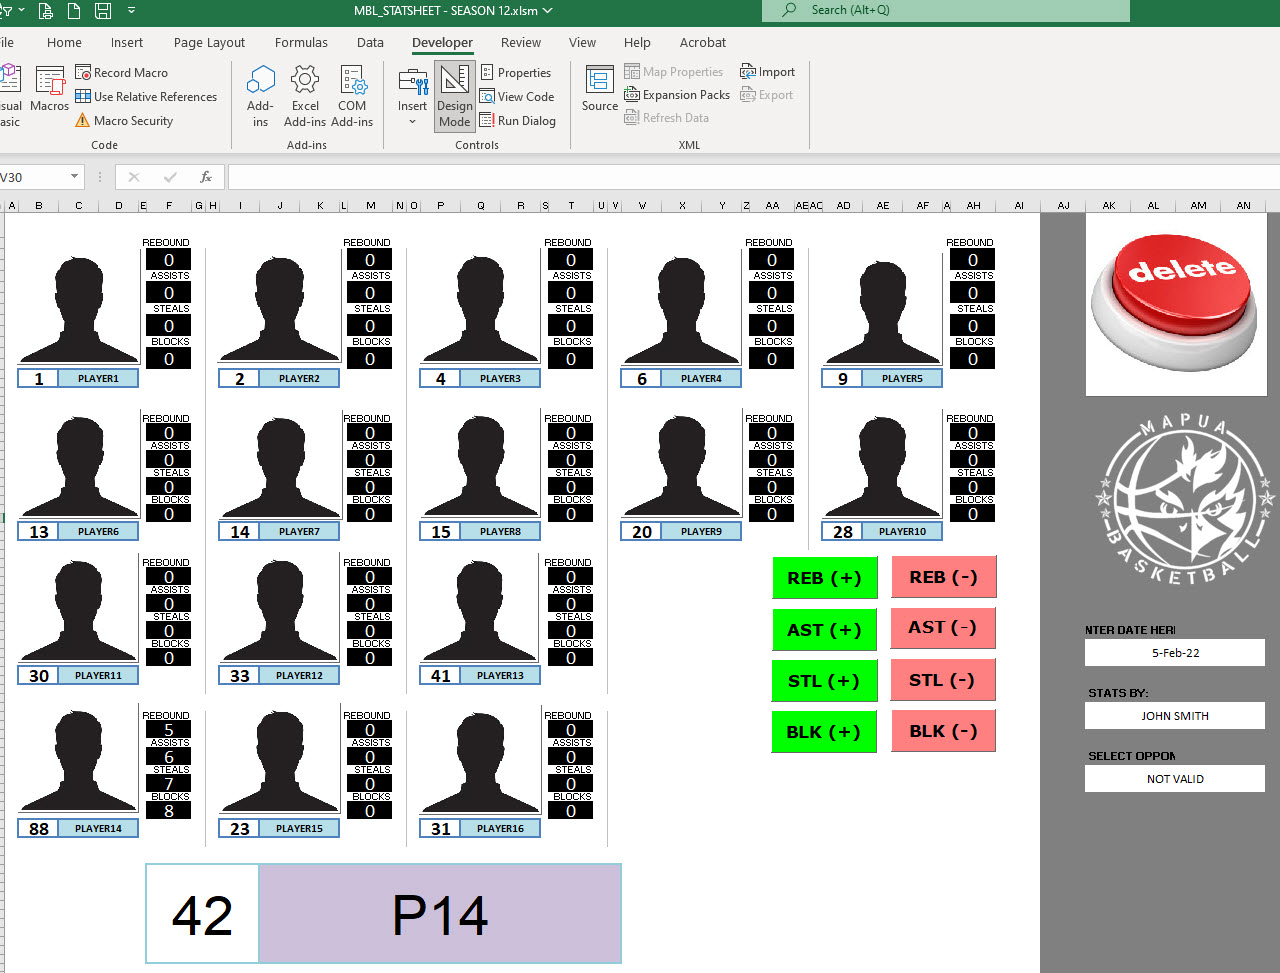 MBL_STATSHEET - SEASON 12.xlsm
Search (Alt+Q)
ile Home Insert Page Layout Formulas Data Developer Review View Help Acrobat
isual
asic
Macros
Record Macro
Use Relative References
Macro Security
Code
Add-
ins
Excel
Add-ins
COM
Add-ins
Add-ins
Insert
Design
Mode
Properties
View Code
Run Dialog
Controls
Source
Map Properties
Expansion Packs
Refresh Data
Import
Export
XML
V30
fx
A B C D E F G H I J K L M N O P Q R S T U V W X Y Z AA AE AC AD AE AF A AH AI AJ AK AL AM AN
REBOUND REBOUND REBOUND REBOUND REBOUND
0 0 0 0 0
ASSISTS ASSISTS ASSISTS ASSISTS ASSISTS
0 0 0 0 0
STEALS STEALS STEALS STEALS STEALS
0 0 0 0 0
BLOCKS BLOCKS BLOCKS BLOCKS BLOCKS
0 0 0 0 0
1 PLAYER1 2 PLAYER2 4 PLAYER3 6 PLAYER4 9 PLAYER5
REBOUND REBOUND REBOUND REBOUND REBOUND
0 0 0 0 0
ASSISTS ASSISTS ASSISTS ASSISTS ASSISTS
0 0 0 0 0
STEALS STEALS STEALS STEALS STEALS
0 0 0 0 0
BLOCKS BLOCKS BLOCKS BLOCKS BLOCKS
0 0 0 0 0
13 PLAYER6 14 PLAYER7 15 PLAYER8 20 PLAYER9 28 PLAYER10
REBOUND REBOUND REBOUND
0 0 0
ASSISTS ASSISTS ASSISTS
0 0 0
STEALS STEALS STEALS
0 0 0
BLOCKS BLOCKS BLOCKS
0 0 0
30 PLAYER11 33 PLAYER12 41 PLAYER13
REBOUND REBOUND REBOUND
5 0 0
ASSISTS ASSISTS ASSISTS
6 0 0
STEALS STEALS STEALS
7 0 0
BLOCKS BLOCKS BLOCKS
8 0 0
88 PLAYER14 23 PLAYER15 31 PLAYER16
REB (+) REB (-)
AST (+) AST (-)
STL (+) STL (-)
BLK (+) BLK (-)
42 P14
delete
MAPUA
BASKETBALL
NTER DATE HERI
5-Feb-22
STATS BY:
JOHN SMITH
SELECT OPPON
NOT VALID